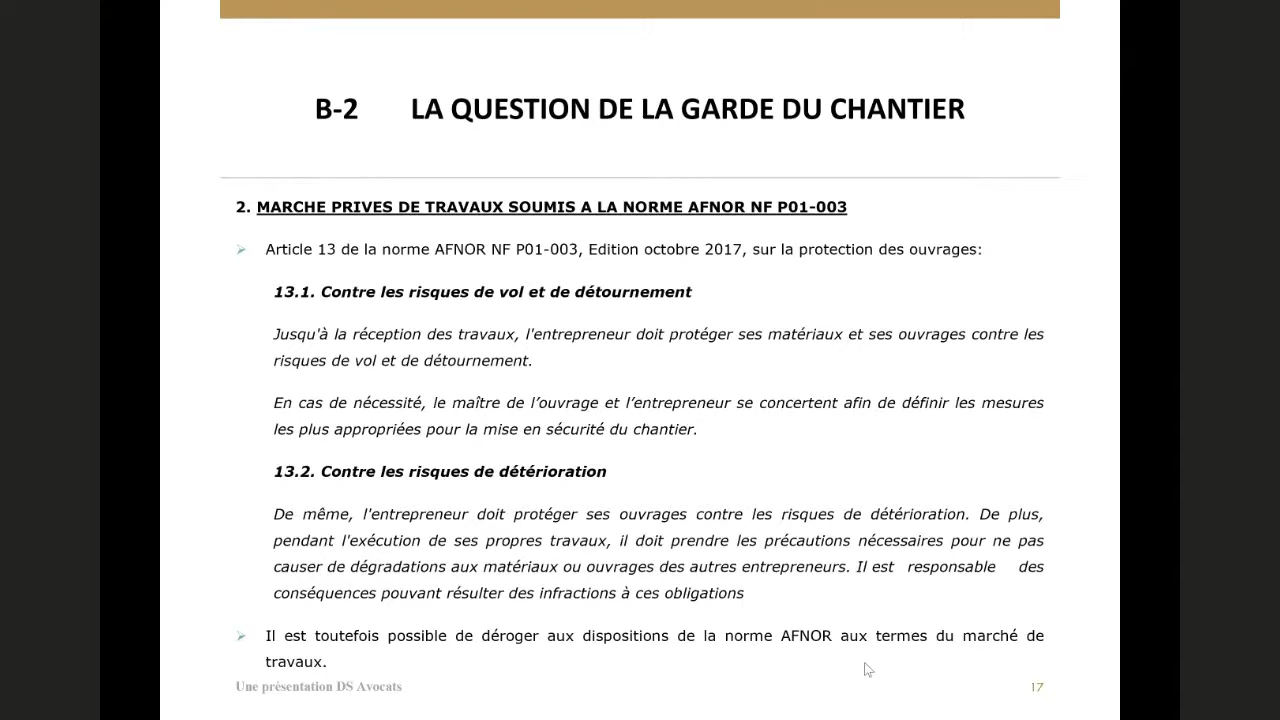 B-2 LA QUESTION DE LA GARDE DU CHANTIER
2. MARCHE PRIVES DE TRAVAUX SOUMIS A LA NORME AFNOR NF P01-003
Article 13 de la norme AFNOR NF P01-003, Edition octobre 2017, sur la protection des ouvrages:
13.1. Contre les risques de vol et de détournement
Jusqu'à la réception des travaux, l'entrepreneur doit protéger ses matériaux et ses ouvrages contre les
risques de vol et de détournement.
En cas de nécessité, le maître de l’ouvrage et l’entrepreneur se concertent afin de définir les mesures
les plus appropriées pour la mise en sécurité du chantier.
13.2. Contre les risques de détérioration
De même, l'entrepreneur doit protéger ses ouvrages contre les risques de détérioration. De plus,
pendant l'exécution de ses propres travaux, il doit prendre les précautions nécessaires pour ne pas
causer de dégradations aux matériaux ou ouvrages des autres entrepreneurs. Il est responsable des
conséquences pouvant résulter des infractions à ces obligations
Il est toutefois possible de déroger aux dispositions de la norme AFNOR aux termes du marché de
travaux.
Une présentation DS Avocats
17